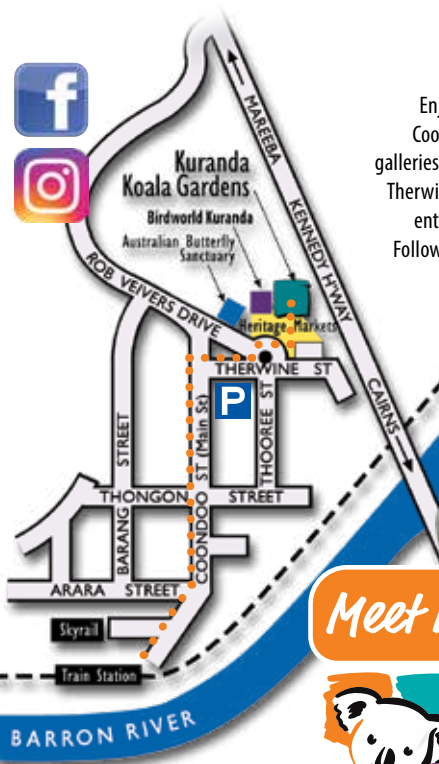 f
MAREEBA
KENNEDY H'WAY
CAIRNS
Kuranda
Koala Gardens
Birdworld Kuranda
Australian Butterfly
Sanctuary
ROB VEIVERS DRIVE
Heritage Markets
THERWINE ST
P
THOOREE ST
COONDOO ST (Main St)
BARANG STREET
THONGON STREET
ARARA STREET
Skyrail
Train Station
BARRON RIVER
galleries
Therwi
ent
Follow
Enj
Coo
Meet